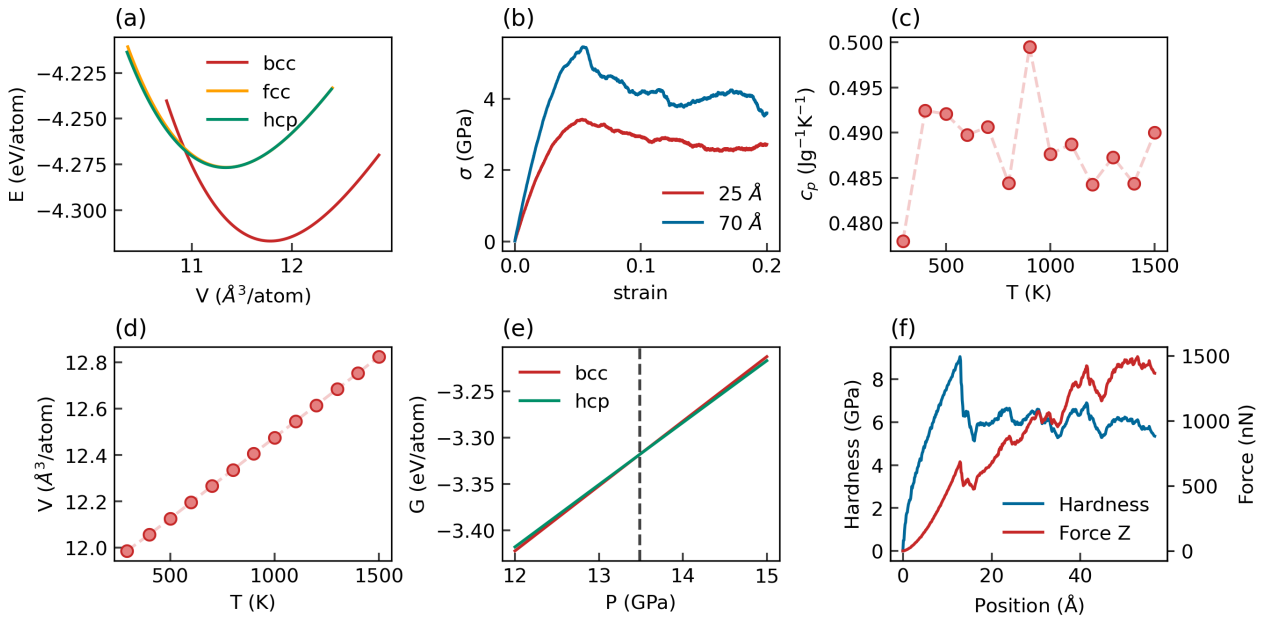 (a)
E (eV/atom)
−4.225
−4.250
−4.275
−4.300
bcc
fcc
hcp
11
12
V (Å³/atom)
(b)
σ (GPa)
4
2
0
25 Å
70 Å
0.0
0.1
0.2
strain
(c)
cₚ (Jg⁻¹K⁻¹)
0.500
0.495
0.490
0.485
0.480
500
1000
1500
T (K)
(d)
V (Å³/atom)
12.8
12.6
12.4
12.2
12.0
500
1000
1500
T (K)
(e)
G (eV/atom)
−3.25
−3.30
−3.35
−3.40
bcc
hcp
12
13
14
15
P (GPa)
(f)
Hardness (GPa)
8
6
4
2
0
Hardness
Force Z
1500
1000
500
0
Force (nN)
0
20
40
Position (Å)